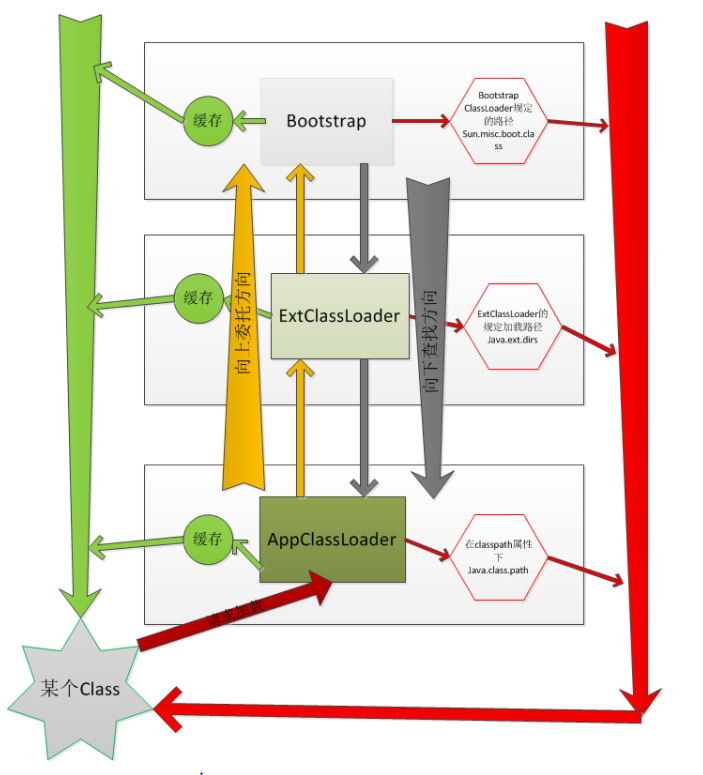 缓存
Bootstrap
Bootstrap
ClassLoader规定
的路径
Sun.misc.boot.cla
ss
向上委托方向
向下查找方向
缓存
ExtClassLoader
ExtClassLoader的
规定加载路径
Java.ext.dirs
缓存
AppClassLoader
在classpath属性
下
Java.class.path
请求加载
某个Class